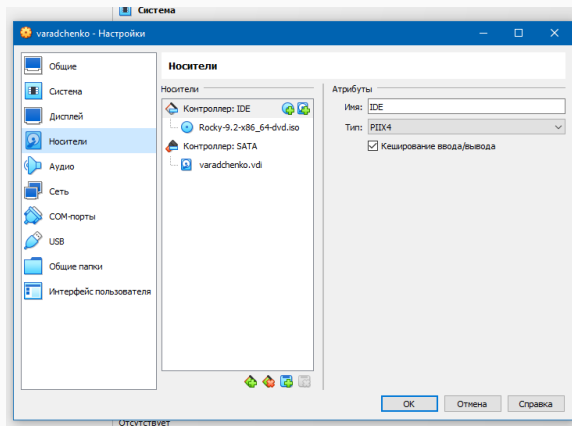 Система
varadchenko - Настройки
Общие
Система
Дисплей
Носители
Аудио
Сеть
COM-порты
USB
Общие папки
Интерфейс пользователя
Носители
Носители
Контроллер: IDE
Rocky-9.2-x86_64-dvd.iso
Контроллер: SATA
varadchenko.vdi
Атрибуты
Имя: IDE
Тип: PIIX4
Кеширование ввода/вывода
OK Отмена Справка
Отсутствует